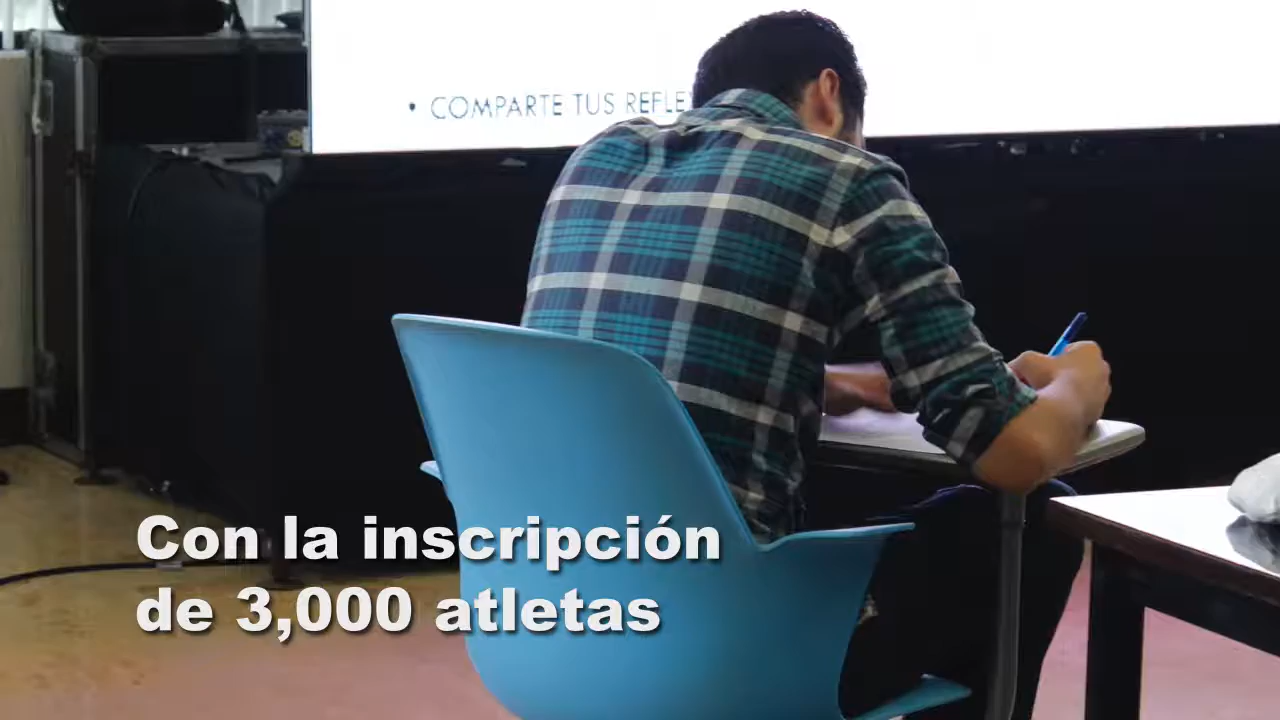 • COMPARTE TUS
Con la inscripción
de 3,000 atletas